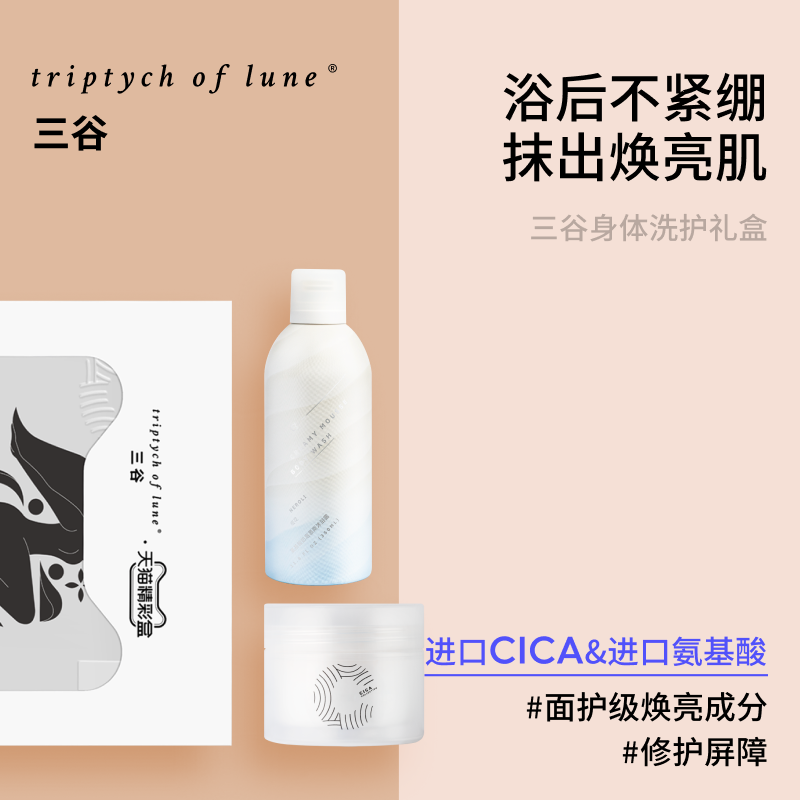 triptych of lune®
三谷
浴后不紧绷
抹出焕亮肌
三谷身体洗护礼盒
triptych of lune®
三谷
·天猫精彩盒
WASH
CICA
进口CICA&进口氨基酸
#面护级焕亮成分
#修护屏障